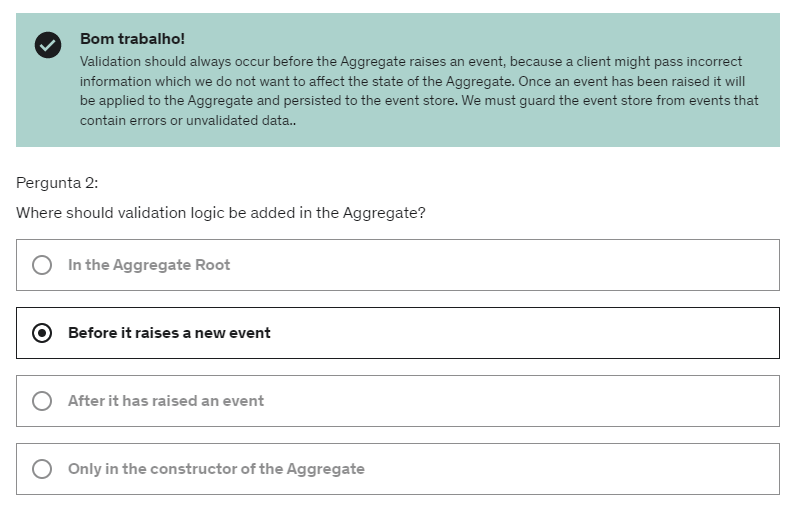 Bom trabalho!
Validation should always occur before the Aggregate raises an event, because a client might pass incorrect
information which we do not want to affect the state of the Aggregate. Once an event has been raised it will
be applied to the Aggregate and persisted to the event store. We must guard the event store from events that
contain errors or unvalidated data..
Pergunta 2:
Where should validation logic be added in the Aggregate?
In the Aggregate Root
Before it raises a new event
After it has raised an event
Only in the constructor of the Aggregate